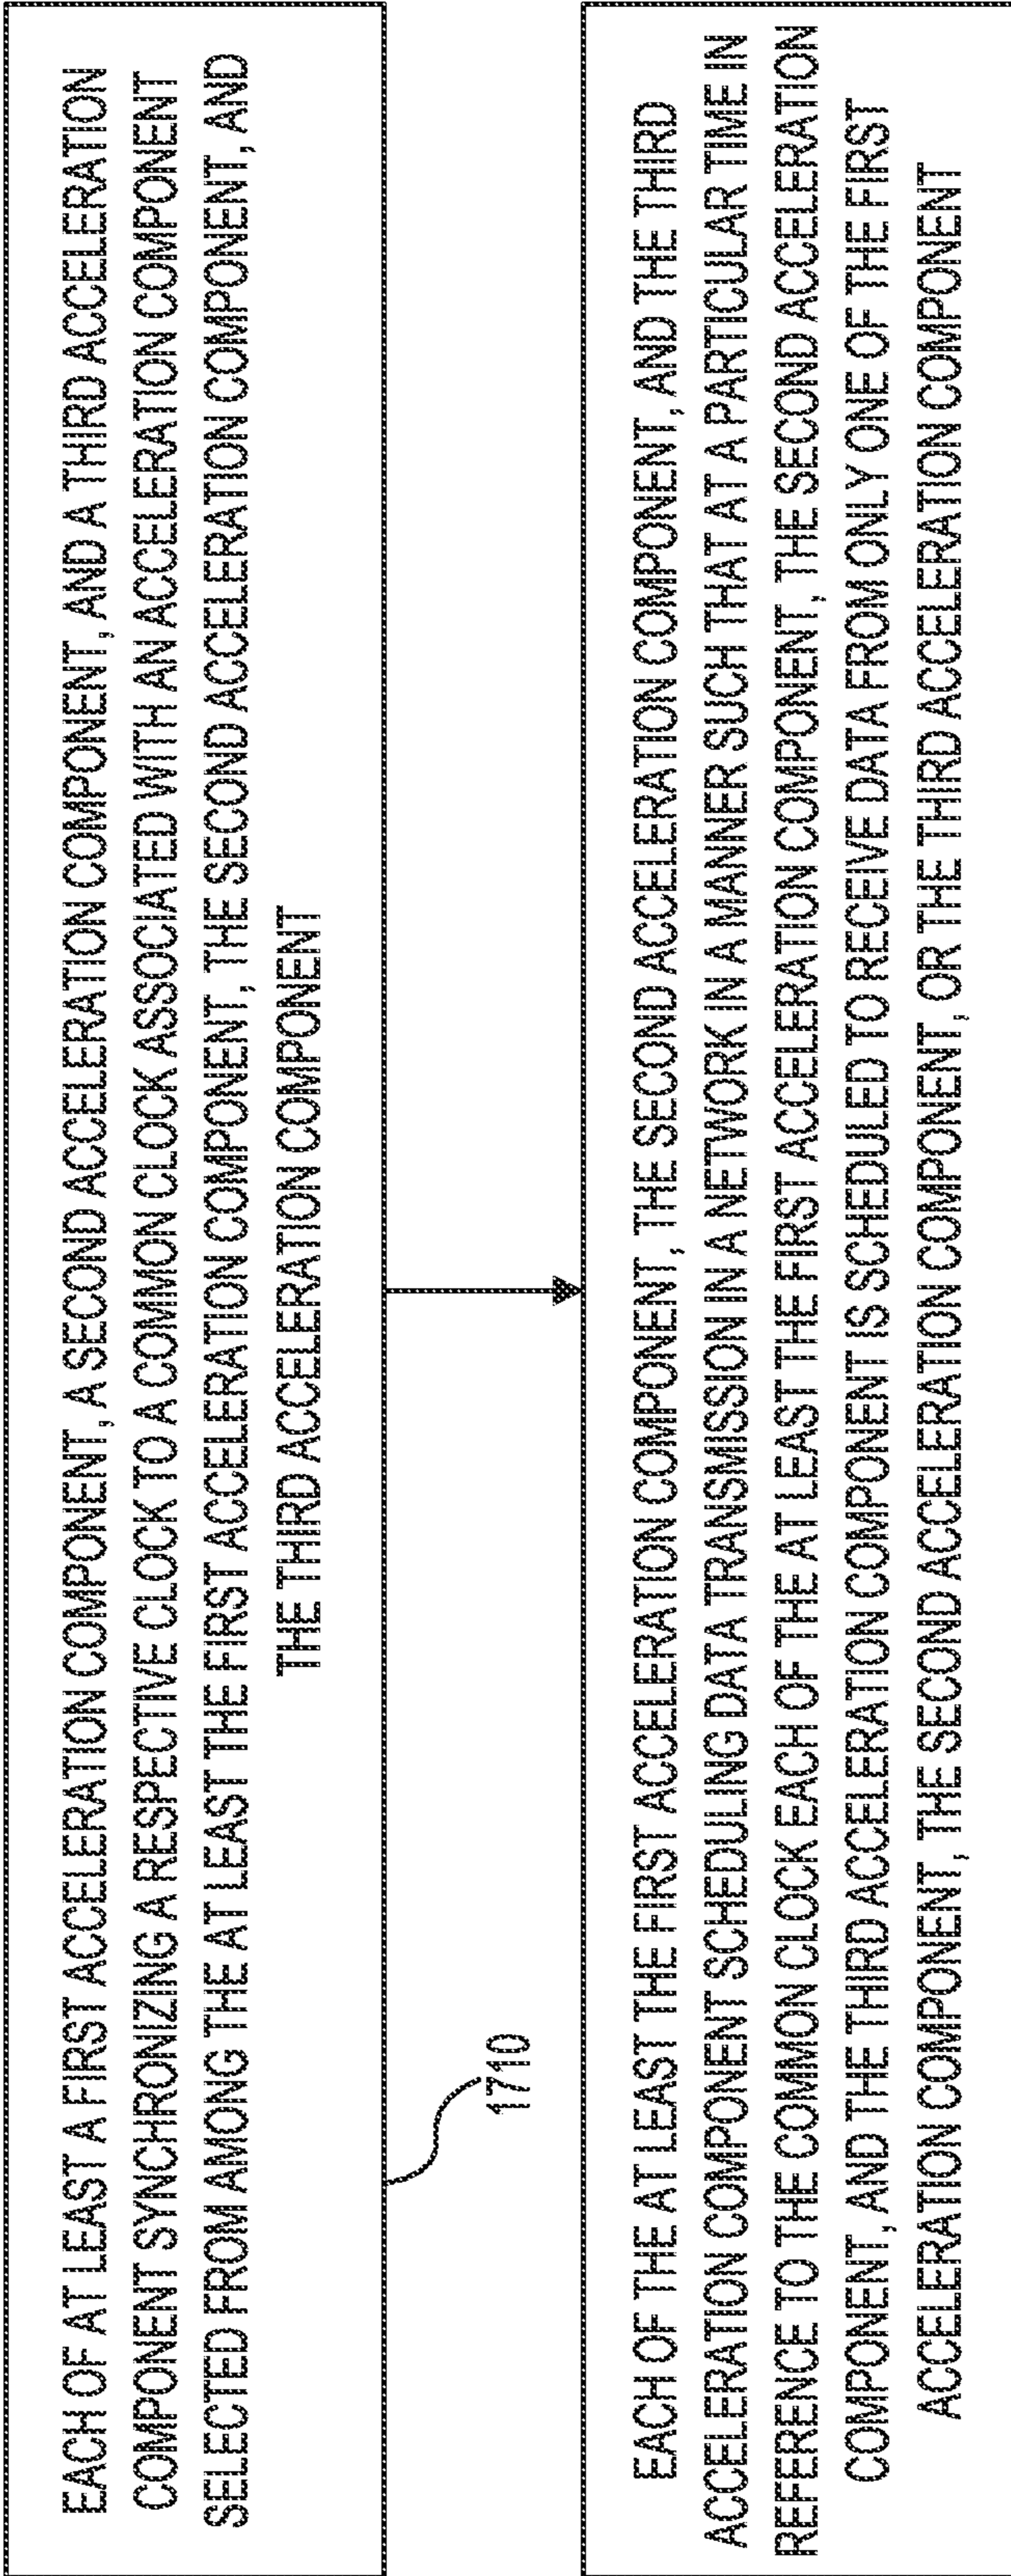 EACH OF AT LEAST A FIRST ACCELERATION COMPONENT, A SECOND ACCELERATION COMPONENT, AND A THIRD ACCELERATION
COMPONENT SYNCHRONIZING A RESPECTIVE CLOCK TO A COMMON CLOCK ASSOCIATED WITH AN ACCELERATION COMPONENT
SELECTED FROM AMONG THE AT LEAST THE FIRST ACCELERATION COMPONENT, THE SECOND ACCELERATION COMPONENT, AND
THE THIRD ACCELERATION COMPONENT
1710
EACH OF THE AT LEAST THE FIRST ACCELERATION COMPONENT, THE SECOND ACCELERATION COMPONENT, AND THE THIRD
ACCELERATION COMPONENT SCHEDULING DATA TRANSMISSION IN A NETWORK IN A MANNER SUCH THAT AT A PARTICULAR TIME IN
REFERENCE TO THE COMMON CLOCK EACH OF THE AT LEAST THE FIRST ACCELERATION COMPONENT, THE SECOND ACCELERATION
COMPONENT, AND THE THIRD ACCELERATION COMPONENT IS SCHEDULED TO RECEIVE DATA FROM ONLY ONE OF THE FIRST
ACCELERATION COMPONENT, THE SECOND ACCELERATION COMPONENT, OR THE THIRD ACCELERATION COMPONENT